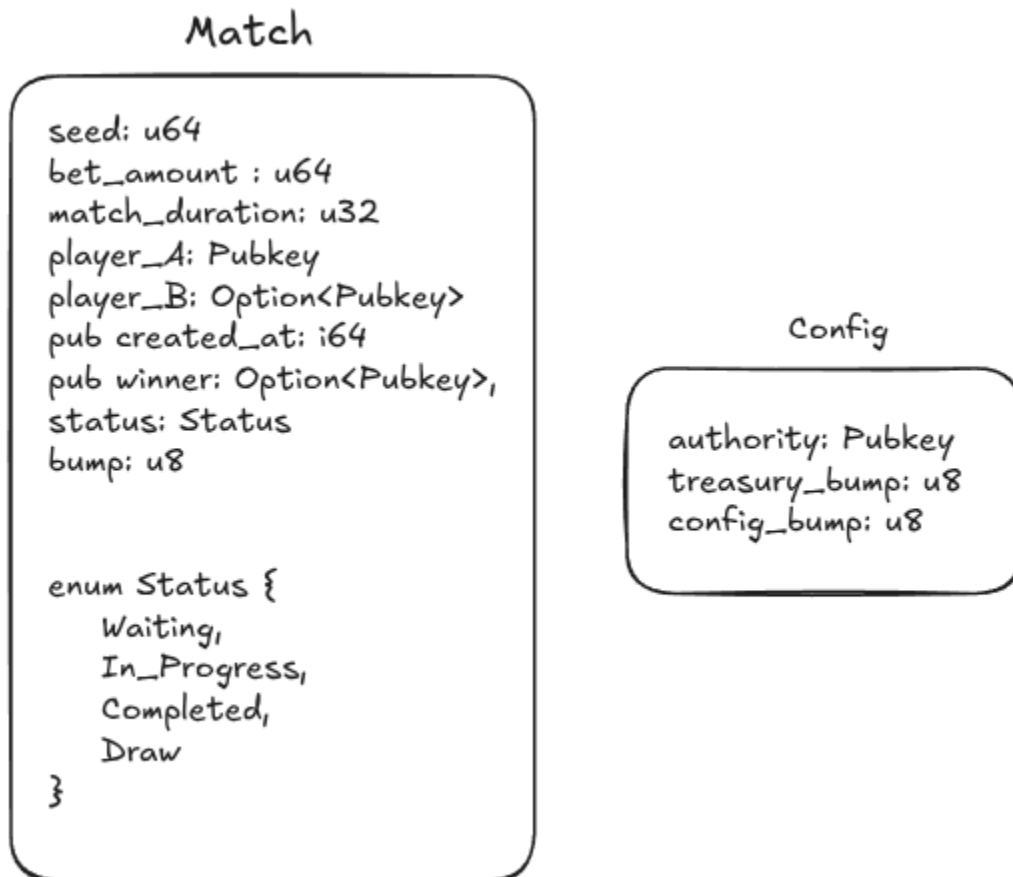 Match
seed: u64
bet_amount : u64
match_duration: u32
player_A: Pubkey
player_B: Option<Pubkey>
pub created_at: i64
pub winner: Option<Pubkey>,
status: Status
bump: u8
enum Status {
Waiting,
In_Progress,
Completed,
Draw
}
Config
authority: Pubkey
treasury_bump: u8
config_bump: u8